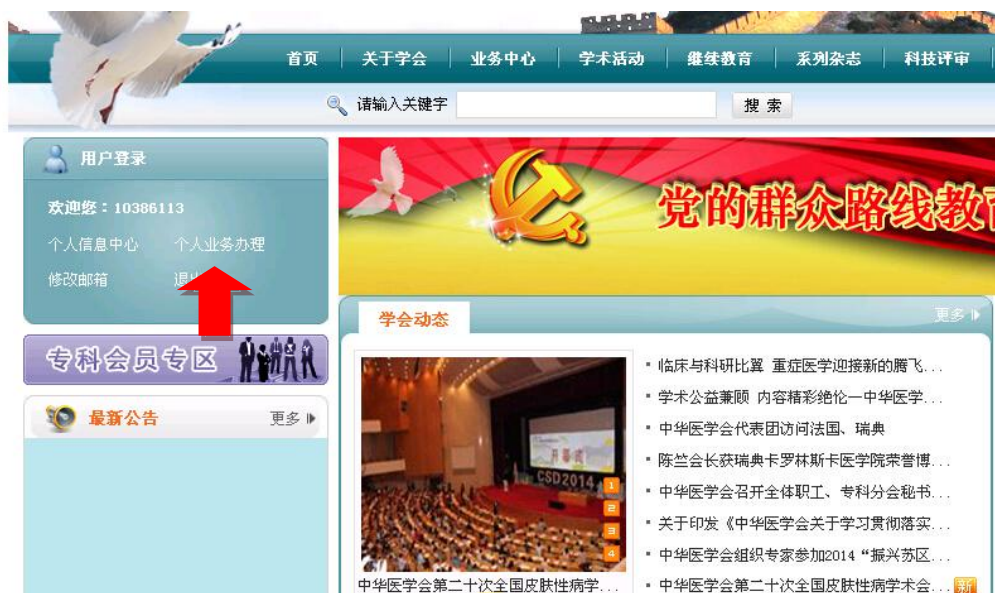 首页 关于学会 业务中心 学术活动 继续教育 系列杂志 科技评审
请输入关键字 搜 索
用户登录
欢迎您：10386113
个人信息中心 个人业务办理
修改邮箱
专科会员专区
最新公告 更多
党的群众路线教
学会动态 更多
开幕式
CSD2014
1
2
3
4
中华医学会第二十次全国皮肤性病学...
临床与科研比翼 重症医学迎接新的腾飞...
学术公益兼顾 内容精彩绝伦—中华医学...
中华医学会代表团访问法国、瑞典
陈竺会长获瑞典卡罗林斯卡医学院荣誉博...
中华医学会召开全体职工、专科分会秘书...
关于印发《中华医学会关于学习贯彻落实...
中华医学会组织专家参加2014“振兴苏区...
中华医学会第二十次全国皮肤性病学术会... 新